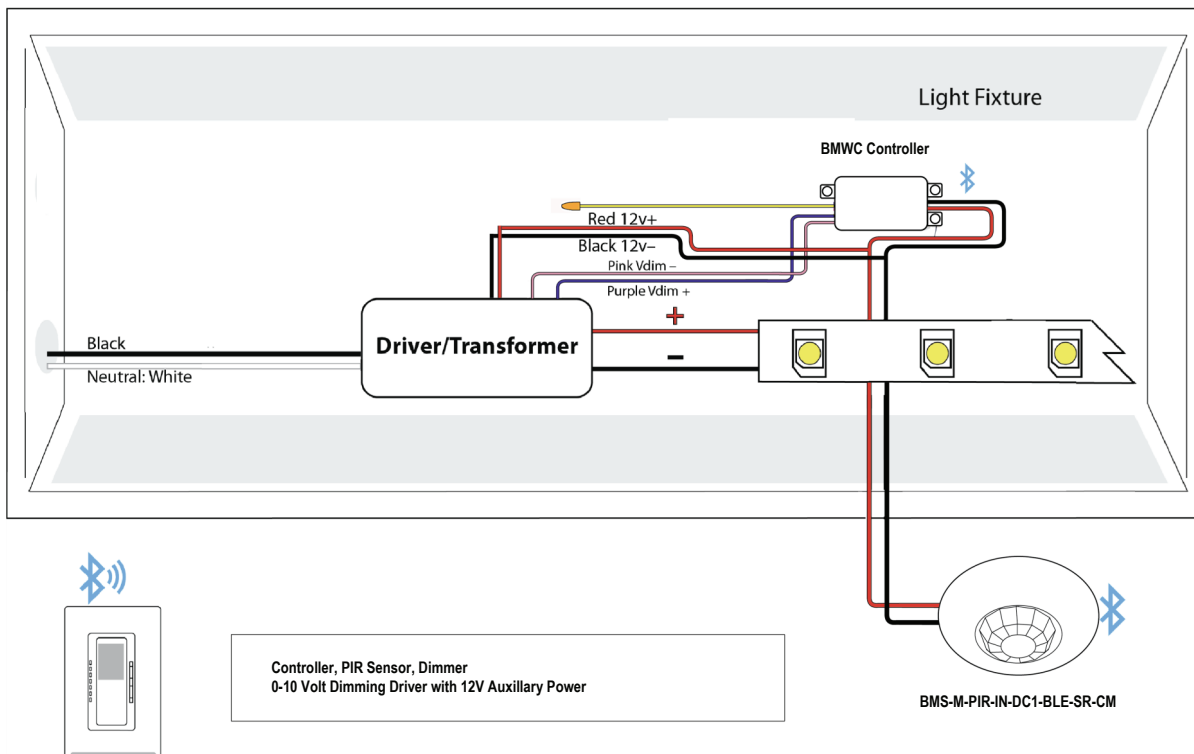 Light Fixture
BMWC Controller
Red 12v+
Black 12v–
Pink Vdim –
Purple Vdim +
+
–
Black
Neutral: White
Driver/Transformer
Controller, PIR Sensor, Dimmer
0-10 Volt Dimming Driver with 12V Auxillary Power
BMS-M-PIR-IN-DC1-BLE-SR-CM